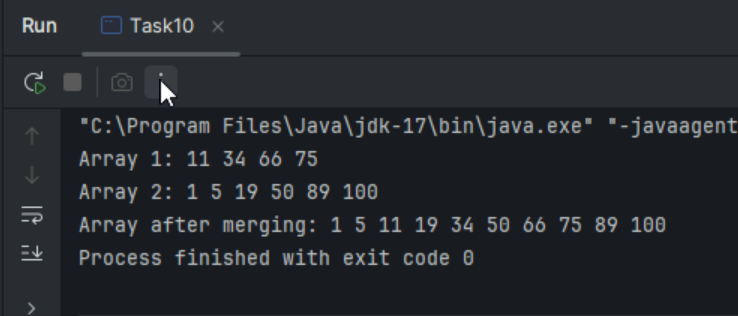 Run Task10
"C:\Program Files\Java\jdk-17\bin\java.exe" "-javaagent
Array 1: 11 34 66 75
Array 2: 1 5 19 50 89 100
Array after merging: 1 5 11 19 34 50 66 75 89 100
Process finished with exit code 0